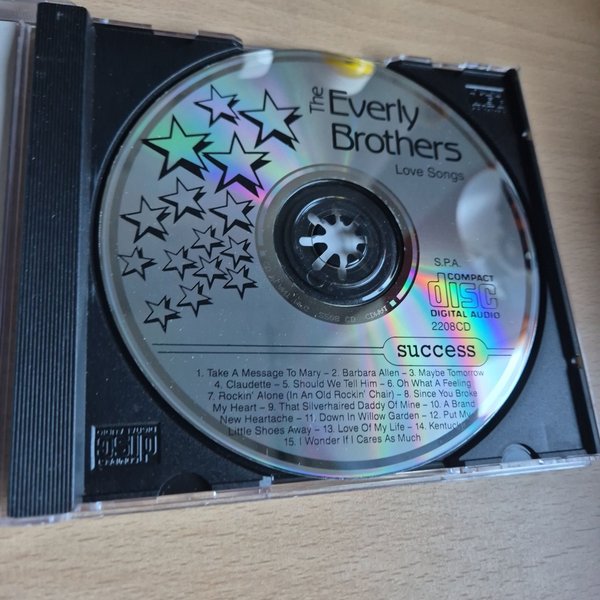 The
Everly
Brothers
Love Songs
S.P.A.
COMPACT
disc
DIGITAL AUDIO
2208CD
success
1. Take A Message To Mary – 2. Barbara Allen – 3. Maybe Tomorrow
4. Claudette – 5. Should We Tell Him – 6. Oh What A Feeling
7. Rockin' Alone (In An Old Rockin' Chair) – 8. Since You Broke
My Heart – 9. That Silverhaired Daddy Of Mine – 10. A Brand
New Heartache – 11. Down in Willow Garden – 12. Put My
Little Shoes Away – 13. Love Of My Life – 14. Kentucky
15. I Wonder If I Cares As Much